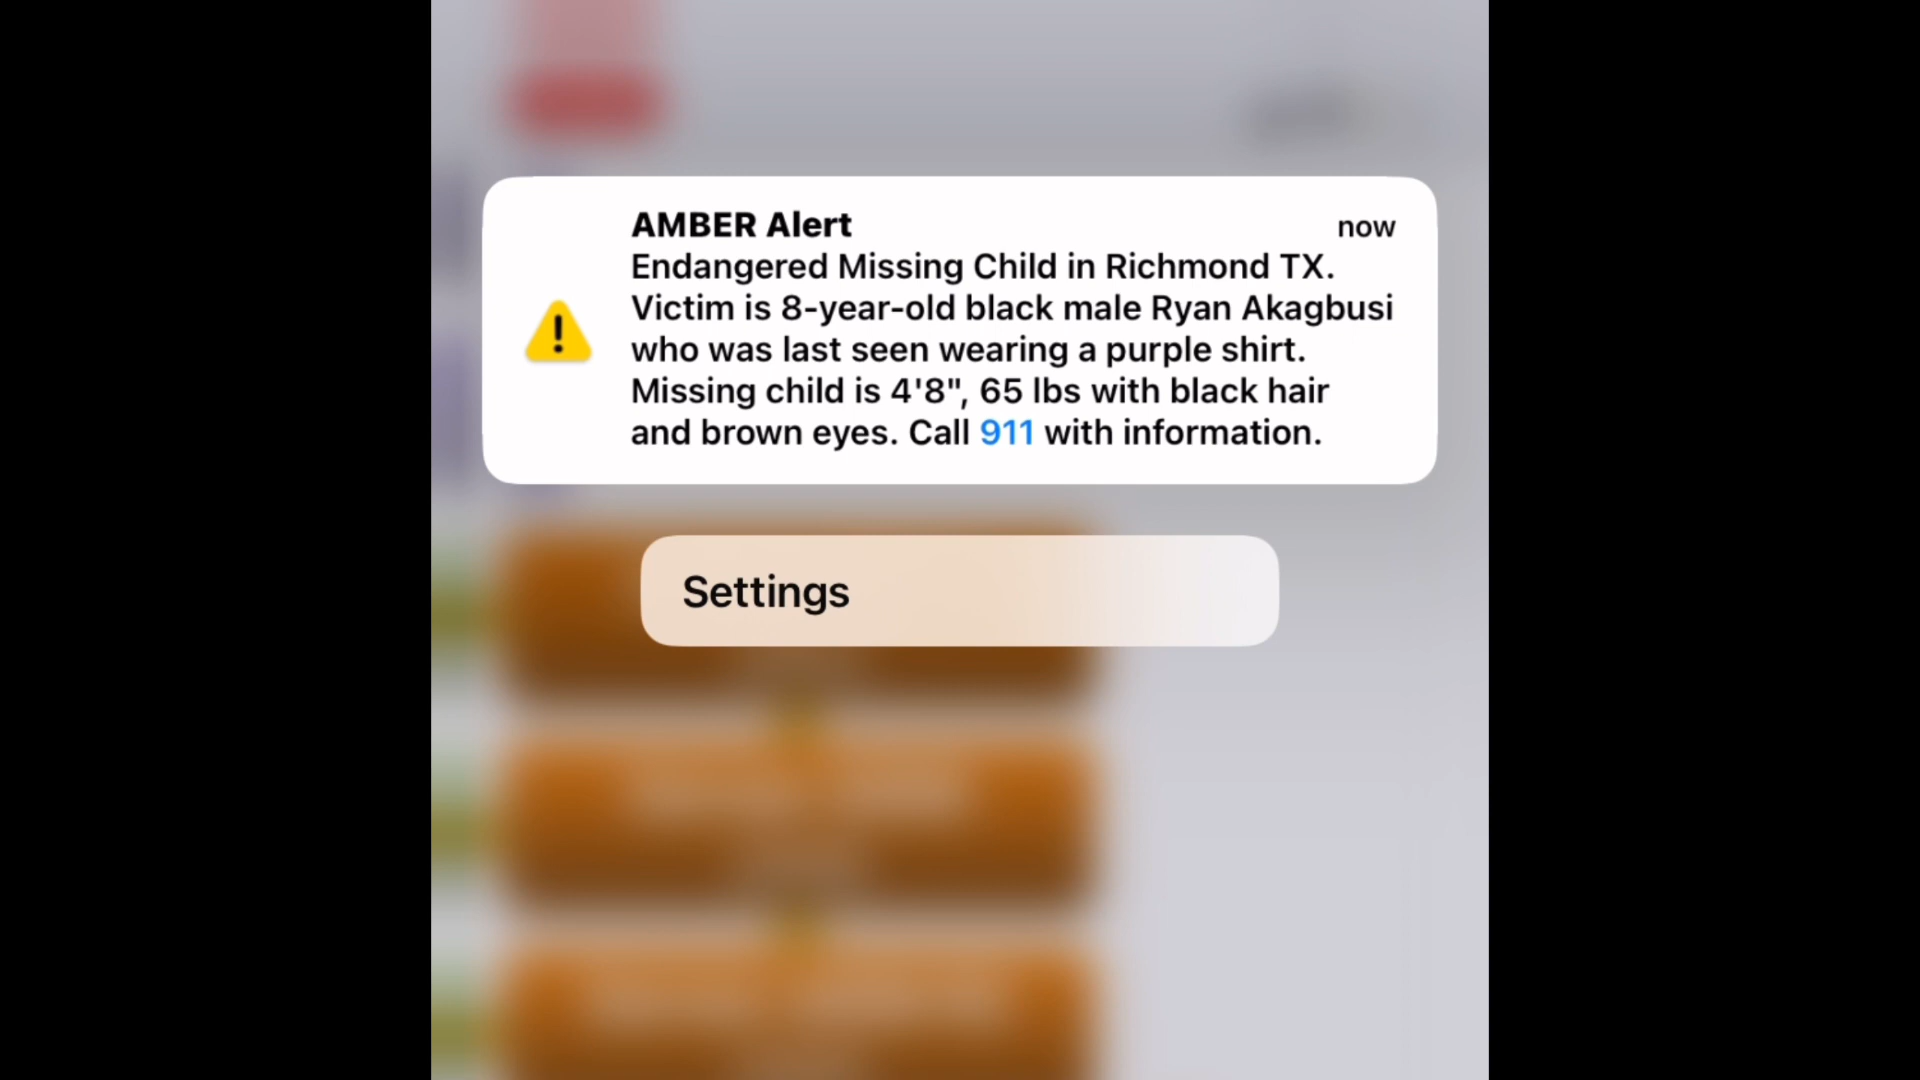 AMBER Alert
now
Endangered Missing Child in Richmond TX.
Victim is 8-year-old black male Ryan Akagbusi
who was last seen wearing a purple shirt.
Missing child is 4'8", 65 lbs with black hair
and brown eyes. Call 911 with information.
Settings